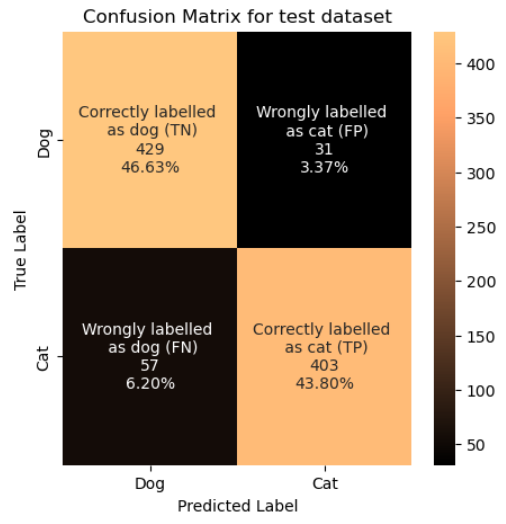 Confusion Matrix for test dataset
Correctly labelled
as dog (TN)
429
46.63%
Wrongly labelled
as cat (FP)
31
3.37%
Wrongly labelled
as dog (FN)
57
6.20%
Correctly labelled
as cat (TP)
403
43.80%
True Label
Dog
Cat
Dog
Cat
Predicted Label
400
350
300
250
200
150
100
50